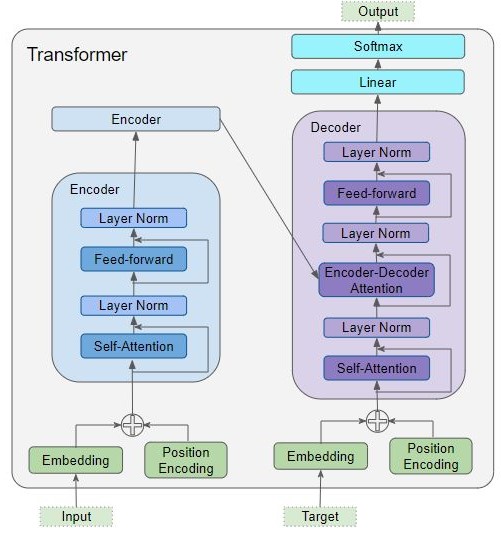 Output
Transformer
Softmax
Linear
Encoder
Encoder
Layer Norm
Feed-forward
Layer Norm
Self-Attention
Decoder
Layer Norm
Feed-forward
Layer Norm
Encoder-Decoder
Attention
Layer Norm
Self-Attention
Embedding
Position
Encoding
Embedding
Position
Encoding
Input
Target